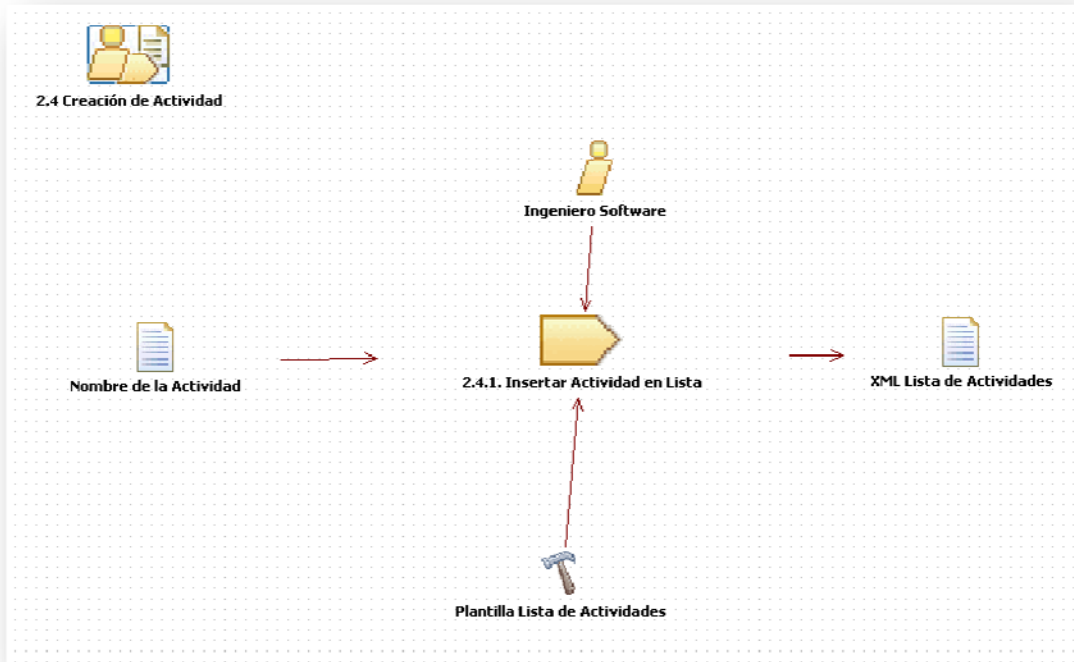 2.4 Creación de Actividad
Ingeniero Software
Nombre de la Actividad
2.4.1. Insertar Actividad en Lista
XML Lista de Actividades
Plantilla Lista de Actividades